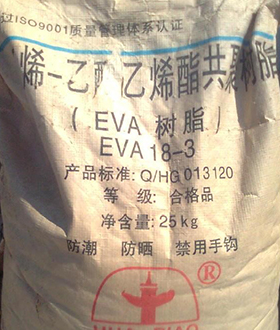 过ISO9001质量管理体系认证
烯-乙酸乙烯酯共聚树脂
(EVA 树脂)
EVA 18-3
产品标准: Q/HG 013120
等 级: 合格品
净含量: 25kg
防潮 防晒 禁用手钩
®